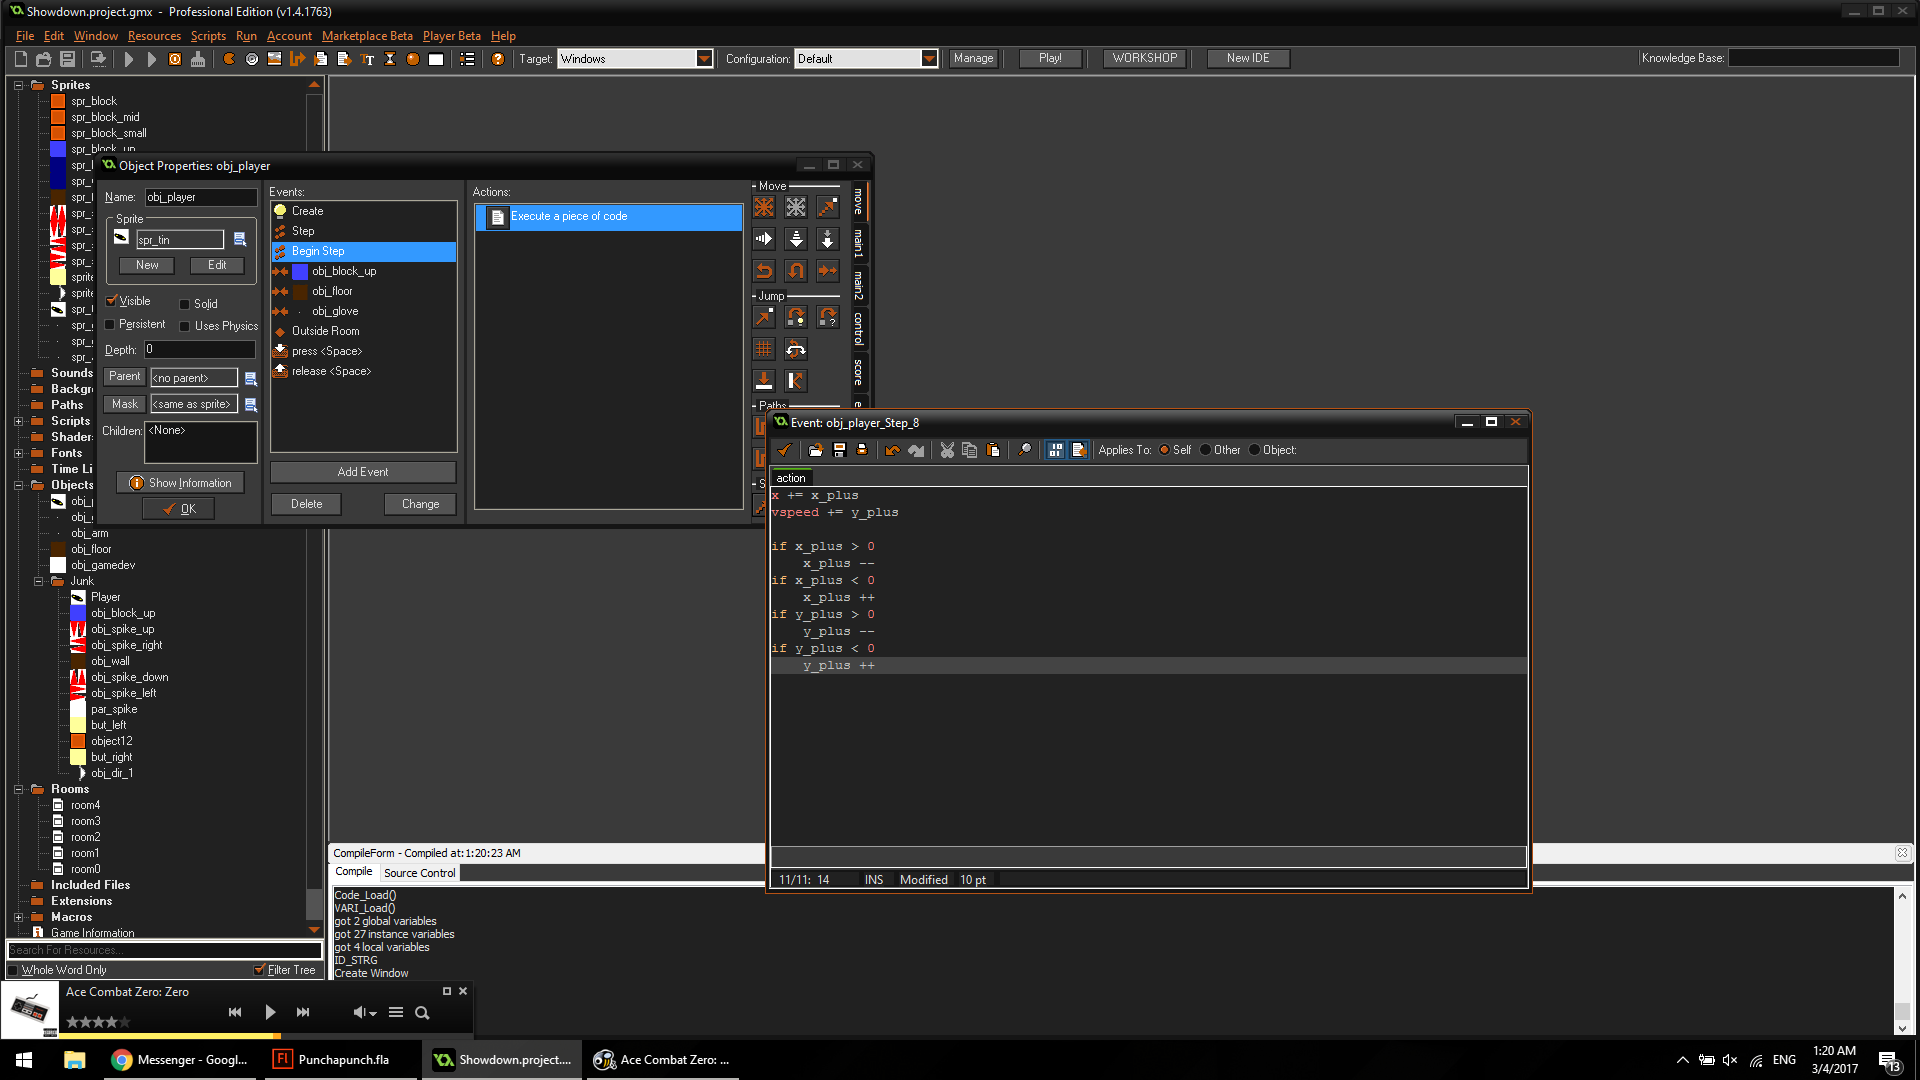 Showdown.project.gmx - Professional Edition (v1.4.1763)
File Edit Window Resources Scripts Run Account Marketplace Beta Player Beta Help
Target: Windows Configuration: Default Manage Play! WORKSHOP New IDE Knowledge Base:
Sprites
spr_block
spr_block_mid
spr_block_small
spr_block_up
Sounds
Backgr
Paths
Scripts
Shader
Fonts
Time Li
Objects
obj_arm
obj_floor
obj_gamedev
Junk
Player
obj_block_up
obj_spike_up
obj_spike_right
obj_wall
obj_spike_down
obj_spike_left
par_spike
but_left
object12
but_right
obj_dir_1
Rooms
room4
room3
room2
room1
room0
Included Files
Extensions
Macros
Game Information
Search For Resources...
Whole Word Only Filter Tree
Object Properties: obj_player
Name: obj_player
Sprite
spr_tin
New Edit
Visible Solid
Persistent Uses Physics
Depth: 0
Parent <no parent>
Mask <same as sprite>
Children: <None>
Show Information
OK
Events:
Create
Step
Begin Step
obj_block_up
obj_floor
obj_glove
Outside Room
press <Space>
release <Space>
Add Event
Delete Change
Actions:
Execute a piece of code
Move
Jump
Paths
move
main1
main2
control
score
Event: obj_player_Step_8
Applies To: Self Other Object:
action
x += x_plus
vspeed += y_plus
if x_plus > 0
x_plus --
if x_plus < 0
x_plus ++
if y_plus > 0
y_plus --
if y_plus < 0
y_plus ++
11/11: 14 INS Modified 10 pt
CompileForm - Compiled at:1:20:23 AM
Compile Source Control
Code_Load()
VARI_Load()
got 2 global variables
got 27 instance variables
got 4 local variables
ID_STRG
Create Window
Ace Combat Zero: Zero
Messenger - Googl...
Punchapunch.fla
Showdown.project....
Ace Combat Zero: ...
ENG
1:20 AM
3/4/2017
13